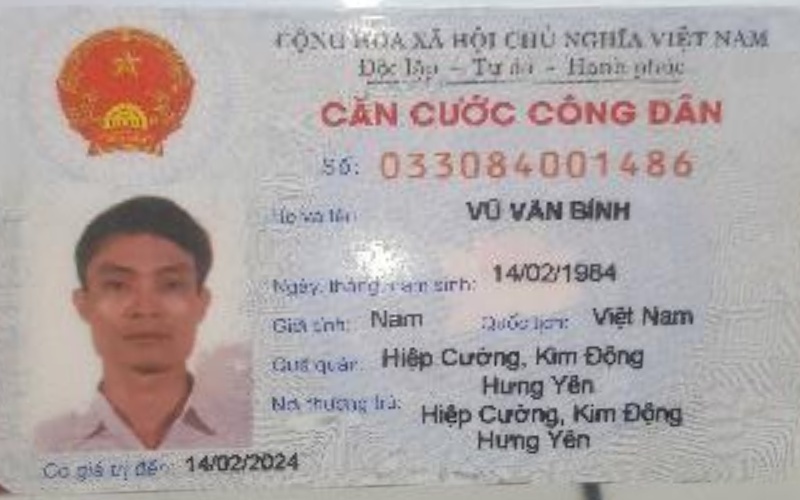 CỘNG HÒA XÃ HỘI CHỦ NGHĨA VIỆT NAM
Độc lập - Tự do - Hạnh phúc
CĂN CƯỚC CÔNG DÂN
Số: 033084001486
Họ và tên: VŨ VĂN BÍNH
Ngày, tháng, năm sinh: 14/02/1984
Giới tính: Nam Quốc tịch: Việt Nam
Quê quán: Hiệp Cường, Kim Động
Hưng Yên
Nơi thường trú: Hiệp Cường, Kim Động
Hưng Yên
Có giá trị đến: 14/02/2024